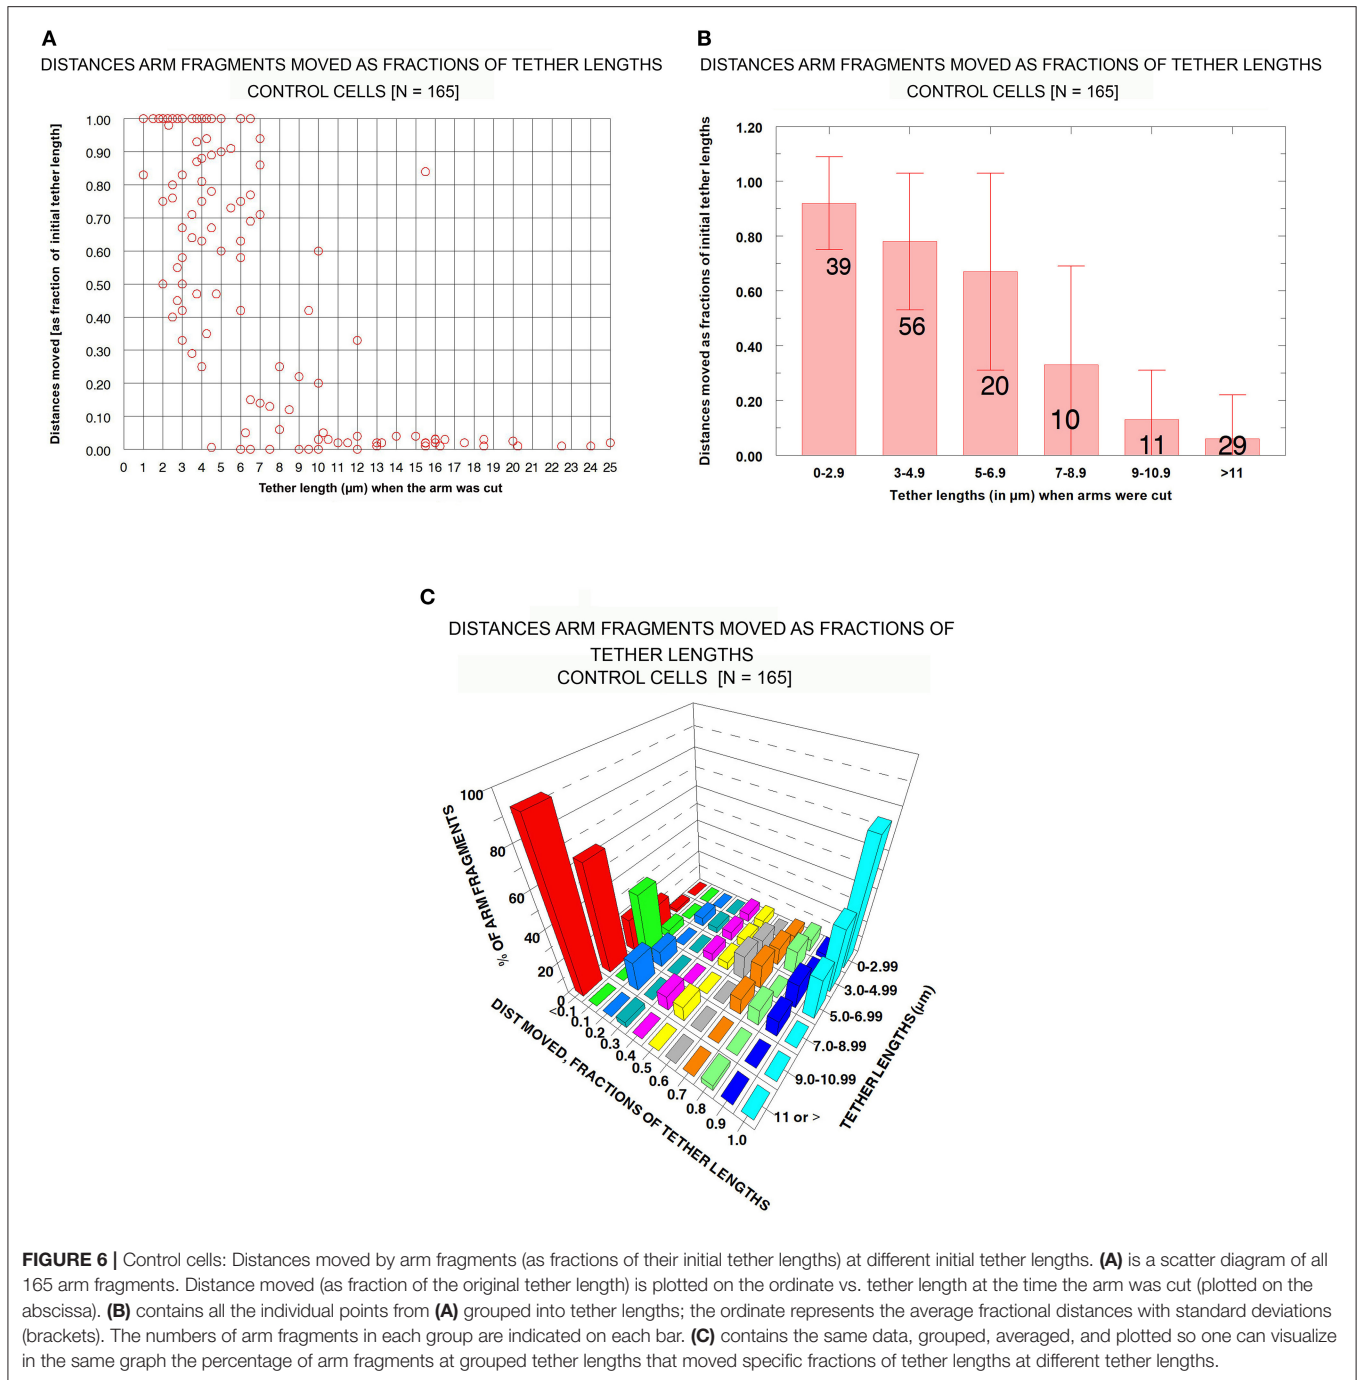 A
DISTANCES ARM FRAGMENTS MOVED AS FRACTIONS OF TETHER LENGTHS
CONTROL CELLS [N = 165]
Distances moved [as fraction of initial tether length]
1.00
0.90
0.80
0.70
0.60
0.50
0.40
0.30
0.20
0.10
0.00
0 1 2 3 4 5 6 7 8 9 10 11 12 13 14 15 16 17 18 19 20 21 22 23 24 25
Tether length (µm) when the arm was cut
B
DISTANCES ARM FRAGMENTS MOVED AS FRACTIONS OF TETHER LENGTHS
CONTROL CELLS [N = 165]
Distances moved as fractions of initial tether lengths
1.20
1.00
0.80
0.60
0.40
0.20
0.00
39
56
20
10
11
29
0-2.9 3-4.9 5-6.9 7-8.9 9-10.9 >11
Tether lengths (in µm) when arms were cut
C
DISTANCES ARM FRAGMENTS MOVED AS FRACTIONS OF
TETHER LENGTHS
CONTROL CELLS [N = 165]
% OF ARM FRAGMENTS
100
80
60
40
20
0
<0.1
0.1
0.2
0.3
0.4
0.5
0.6
0.7
0.8
0.9
1.0
DIST MOVED, FRACTIONS OF TETHER LENGTHS
0-2.99
3.0-4.99
5.0-6.99
7.0-8.99
9.0-10.99
11 or >
TETHER LENGTHS (µm)
FIGURE 6 | Control cells: Distances moved by arm fragments (as fractions of their initial tether lengths) at different initial tether lengths. (A) is a scatter diagram of all
165 arm fragments. Distance moved (as fraction of the original tether length) is plotted on the ordinate vs. tether length at the time the arm was cut (plotted on the
abscissa). (B) contains all the individual points from (A) grouped into tether lengths; the ordinate represents the average fractional distances with standard deviations
(brackets). The numbers of arm fragments in each group are indicated on each bar. (C) contains the same data, grouped, averaged, and plotted so one can visualize
in the same graph the percentage of arm fragments at grouped tether lengths that moved specific fractions of tether lengths at different tether lengths.